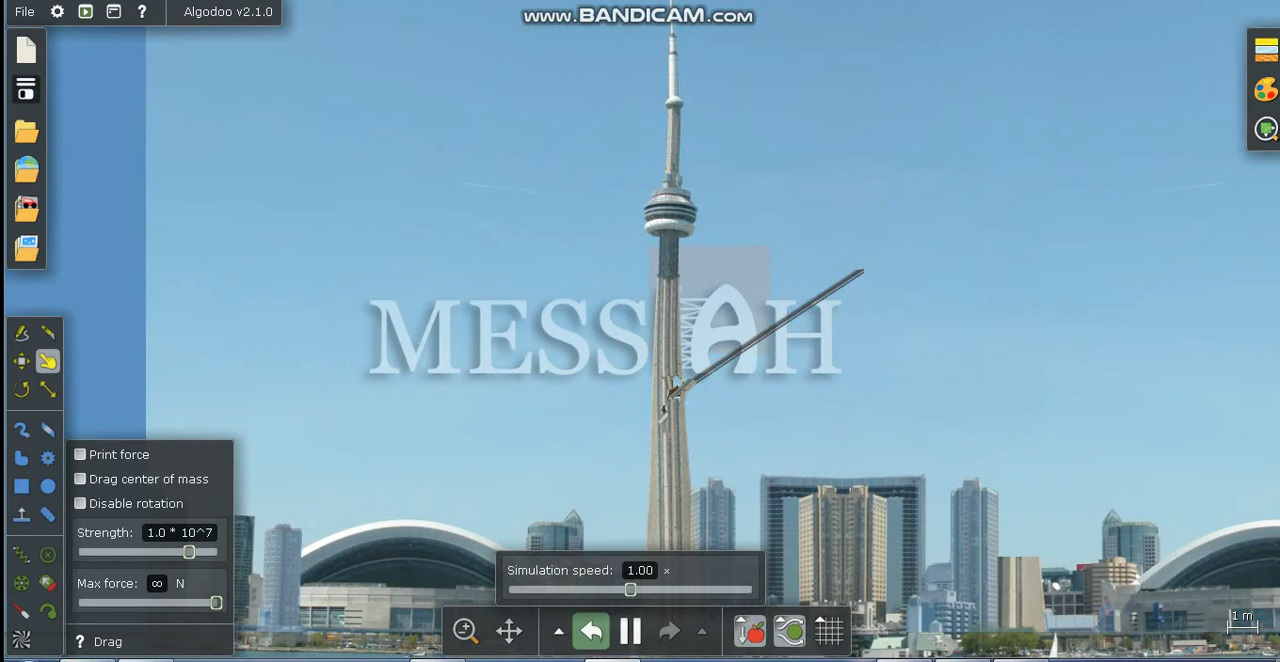 File ? Algodoo v2.1.0
www.BANDICAM.com
MESSIAH
Print force
Drag center of mass
Disable rotation
Strength: 1.0 * 10^7
Max force: ∞ N
? Drag
Simulation speed: 1.00 ×
1 m